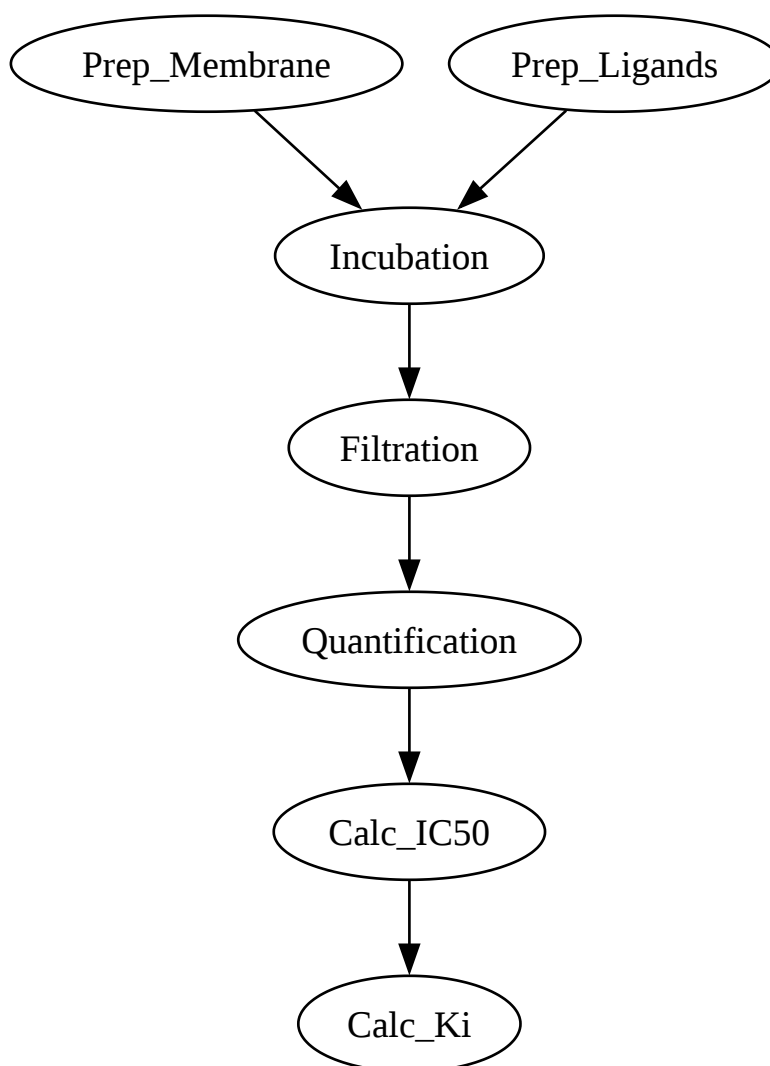 Prep_Membrane
Prep_Ligands
Incubation
Filtration
Quantification
Calc_IC50
Calc_Ki